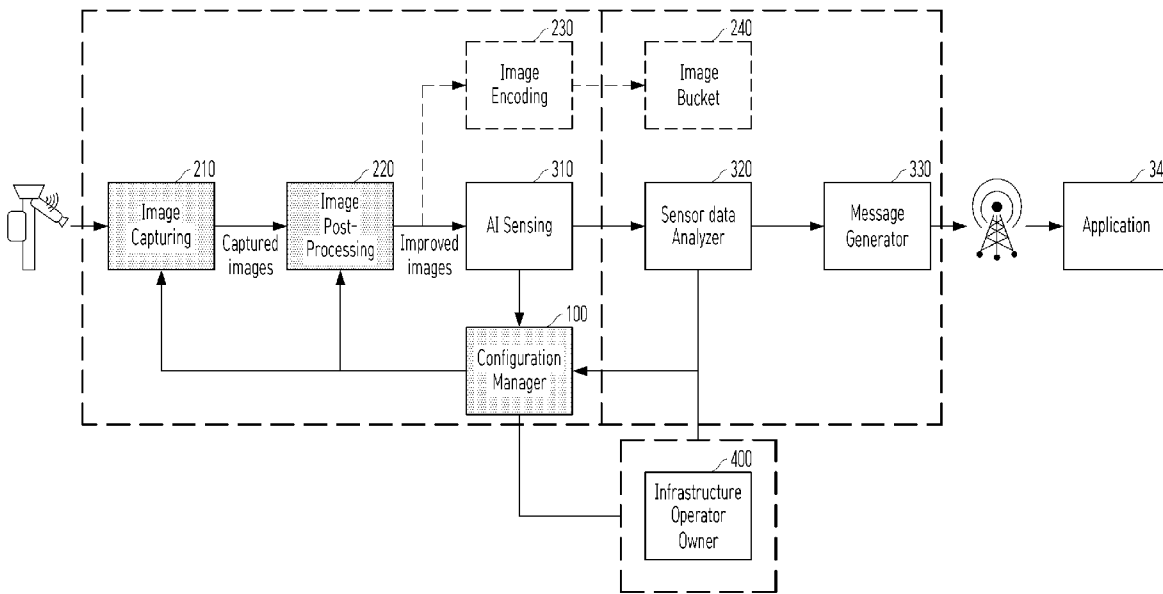 230
Image
Encoding
240
Image
Bucket
210
Image
Capturing
Captured
images
220
Image
Post-
Processing
Improved
images
310
AI Sensing
320
Sensor data
Analyzer
330
Message
Generator
34
Application
100
Configuration
Manager
400
Infrastructure
Operator
Owner